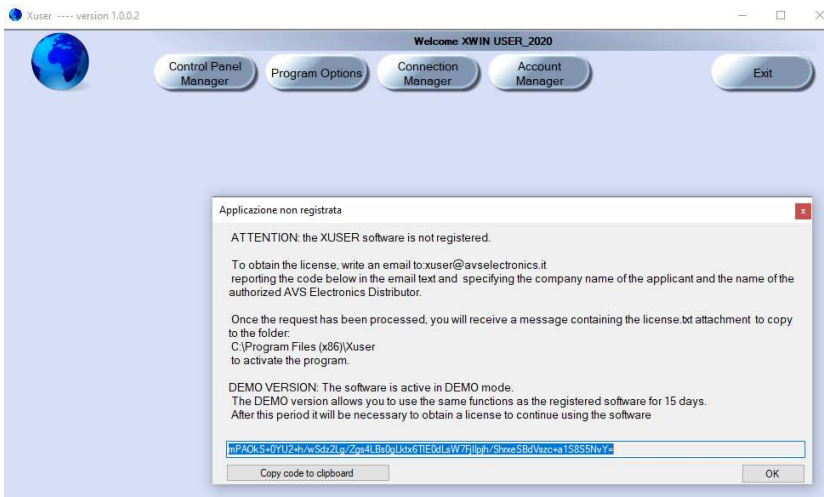 Xuser ---- version 1.0.0.2
Welcome XWIN USER_2020
Control Panel Manager
Program Options
Connection Manager
Account Manager
Exit
Applicazione non registrata
ATTENTION: the XUSER software is not registered.
To obtain the license, write an email to:xuser@avselectronics.it
reporting the code below in the email text and specifying the company name of the applicant and the name of the
authorized AVS Electronics Distributor.
Once the request has been processed, you will receive a message containing the license.txt attachment to copy
to the folder:
C:\Program Files (x86)\Xuser
to activate the program.
DEMO VERSION: The software is active in DEMO mode.
The DEMO version allows you to use the same functions as the registered software for 15 days.
After this period it will be necessary to obtain a license to continue using the software
Copy code to clipboard
OK